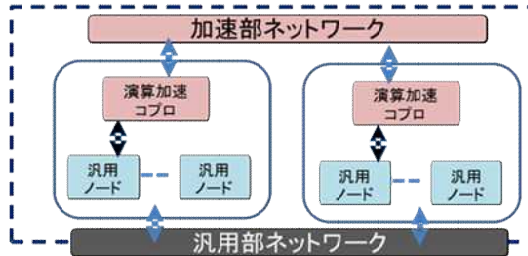 加速部ネットワーク
演算加速
コプロ
演算加速
コプロ
汎用
ノード
汎用
ノード
汎用
ノード
汎用
ノード
汎用部ネットワーク